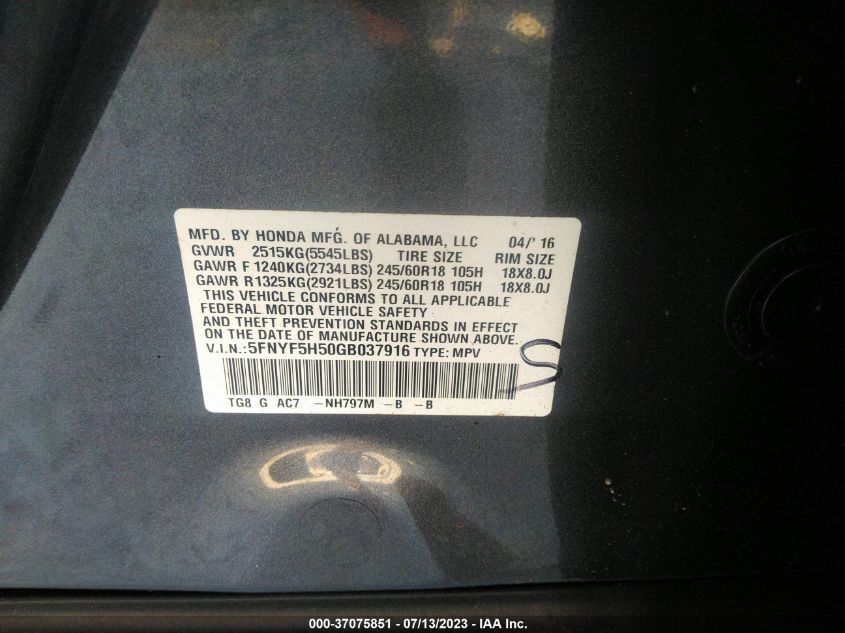 MFD. BY HONDA MFG. OF ALABAMA, LLC 04/' 16
GVWR 2515KG(5545LBS) TIRE SIZE RIM SIZE
GAWR F 1240KG(2734LBS) 245/60R18 105H 18X8.0J
GAWR R1325KG(2921LBS) 245/60R18 105H 18X8.0J
THIS VEHICLE CONFORMS TO ALL APPLICABLE
FEDERAL MOTOR VEHICLE SAFETY
AND THEFT PREVENTION STANDARDS IN EFFECT
ON THE DATE OF MANUFACTURE SHOWN ABOVE.
V.I.N.:5FNYF5H50GB037916 TYPE: MPV
S
TG8 G AC7 -NH797M -B -B
000-37075851 // 07/13/2023 // IAA Inc.